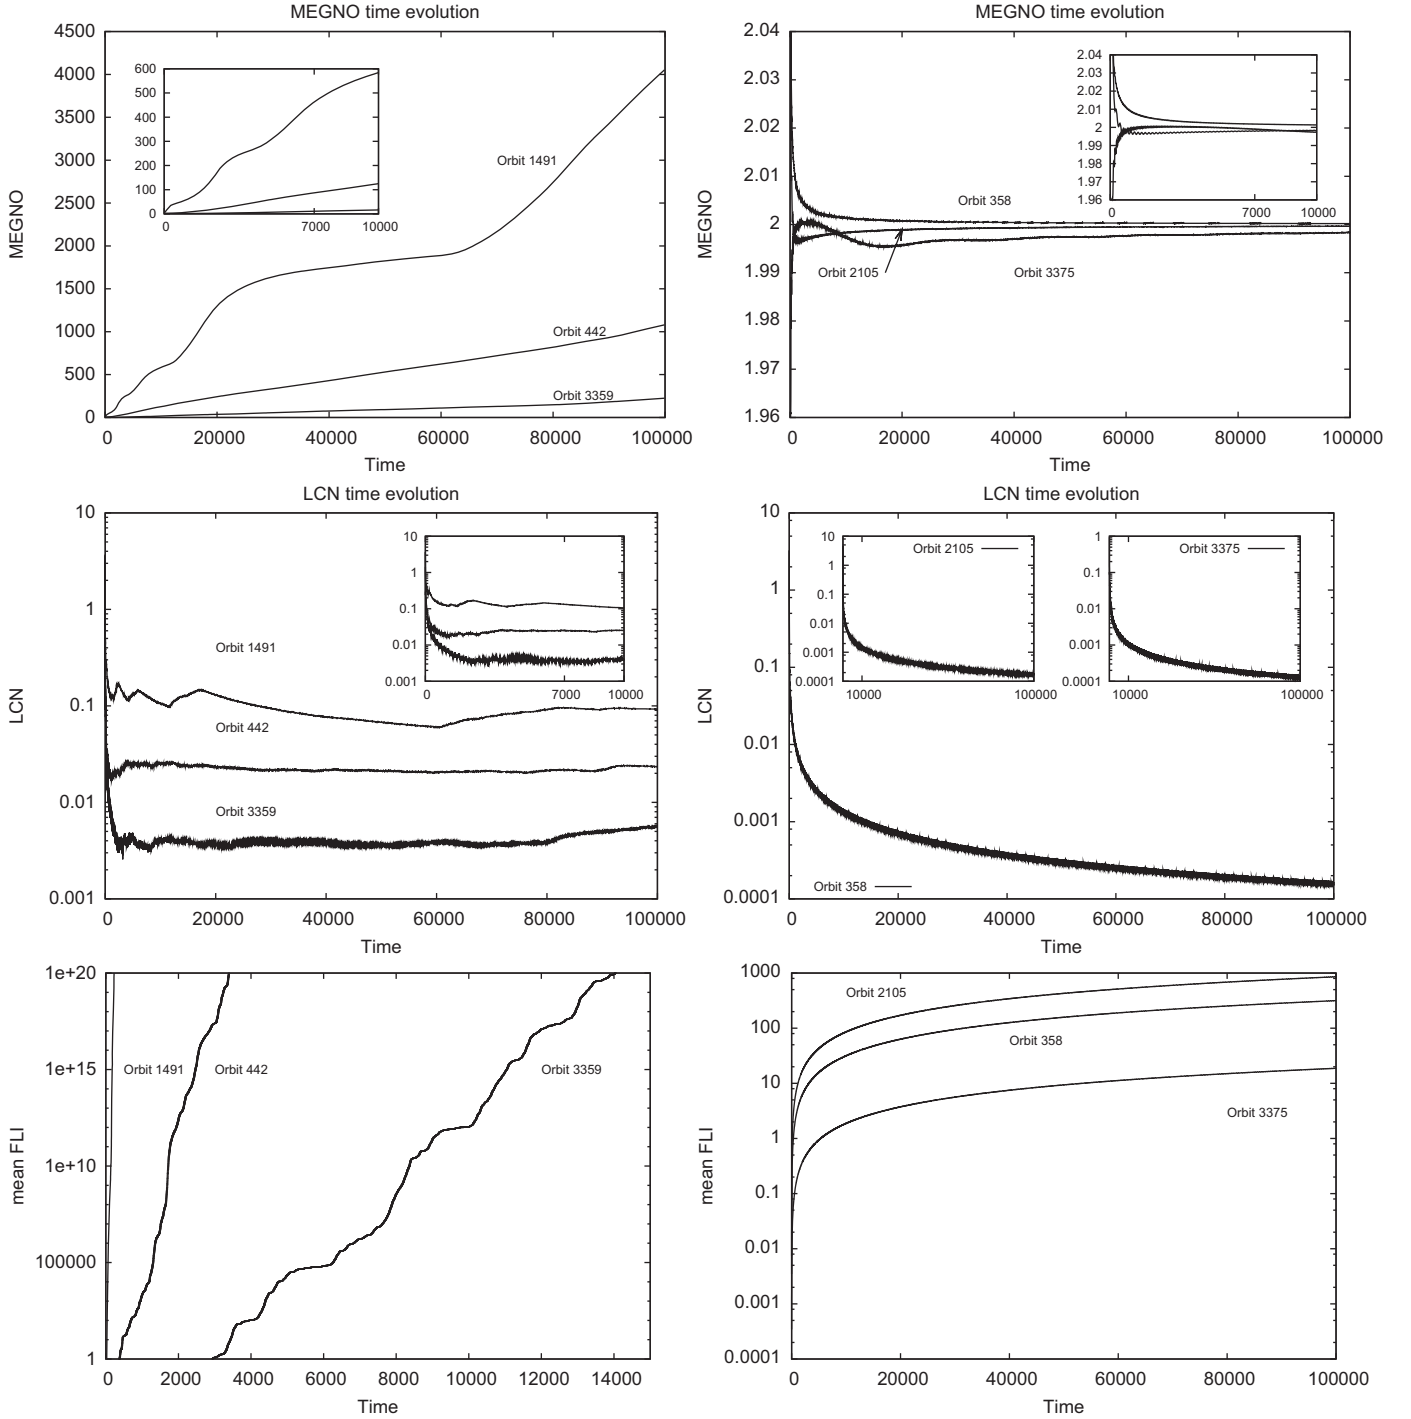 MEGNO time evolution
4500
4000
3500
3000
2500
2000
1500
1000
500
0
MEGNO
600
500
400
300
200
100
0
0 7000 10000
Orbit 1491
Orbit 442
Orbit 3359
0 20000 40000 60000 80000 100000
Time
MEGNO time evolution
2.04
2.03
2.02
2.01
2
1.99
1.98
1.97
1.96
MEGNO
2.04
2.03
2.02
2.01
2
1.99
1.98
1.97
1.96
0 7000 10000
Orbit 358
Orbit 2105
Orbit 3375
0 20000 40000 60000 80000 100000
Time
LCN time evolution
10
1
0.1
0.01
0.001
LCN
10
1
0.1
0.01
0.001
0 7000 10000
Orbit 1491
Orbit 442
Orbit 3359
0 20000 40000 60000 80000 100000
Time
LCN time evolution
10
1
0.1
0.01
0.001
0.0001
LCN
10
1
0.1
0.01
0.001
0.0001
Orbit 2105
10000 100000
1
0.1
0.01
0.001
0.0001
Orbit 3375
10000 100000
Orbit 358
0 20000 40000 60000 80000 100000
Time
1e+20
1e+15
1e+10
100000
1
mean FLI
Orbit 1491
Orbit 442
Orbit 3359
0 2000 4000 6000 8000 10000 12000 14000
Time
1000
100
10
1
0.1
0.01
0.001
0.0001
mean FLI
Orbit 2105
Orbit 358
Orbit 3375
0 20000 40000 60000 80000 100000
Time